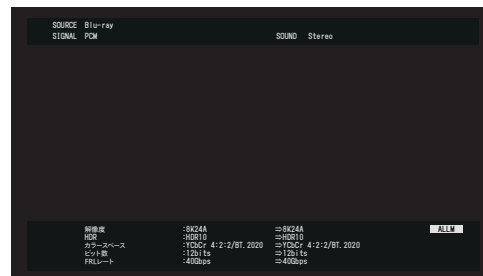 SOURCE Blu-ray
SIGNAL PCM SOUND Stereo
解像度 :8K24A ⇒8K24A ALLM
HDR :HDR10 ⇒HDR10
カラースペース :YCbCr 4:2:2/BT.2020 ⇒YCbCr 4:2:2/BT.2020
ビット数 :12bits ⇒12bits
FRLレート :40Gbps ⇒40Gbps